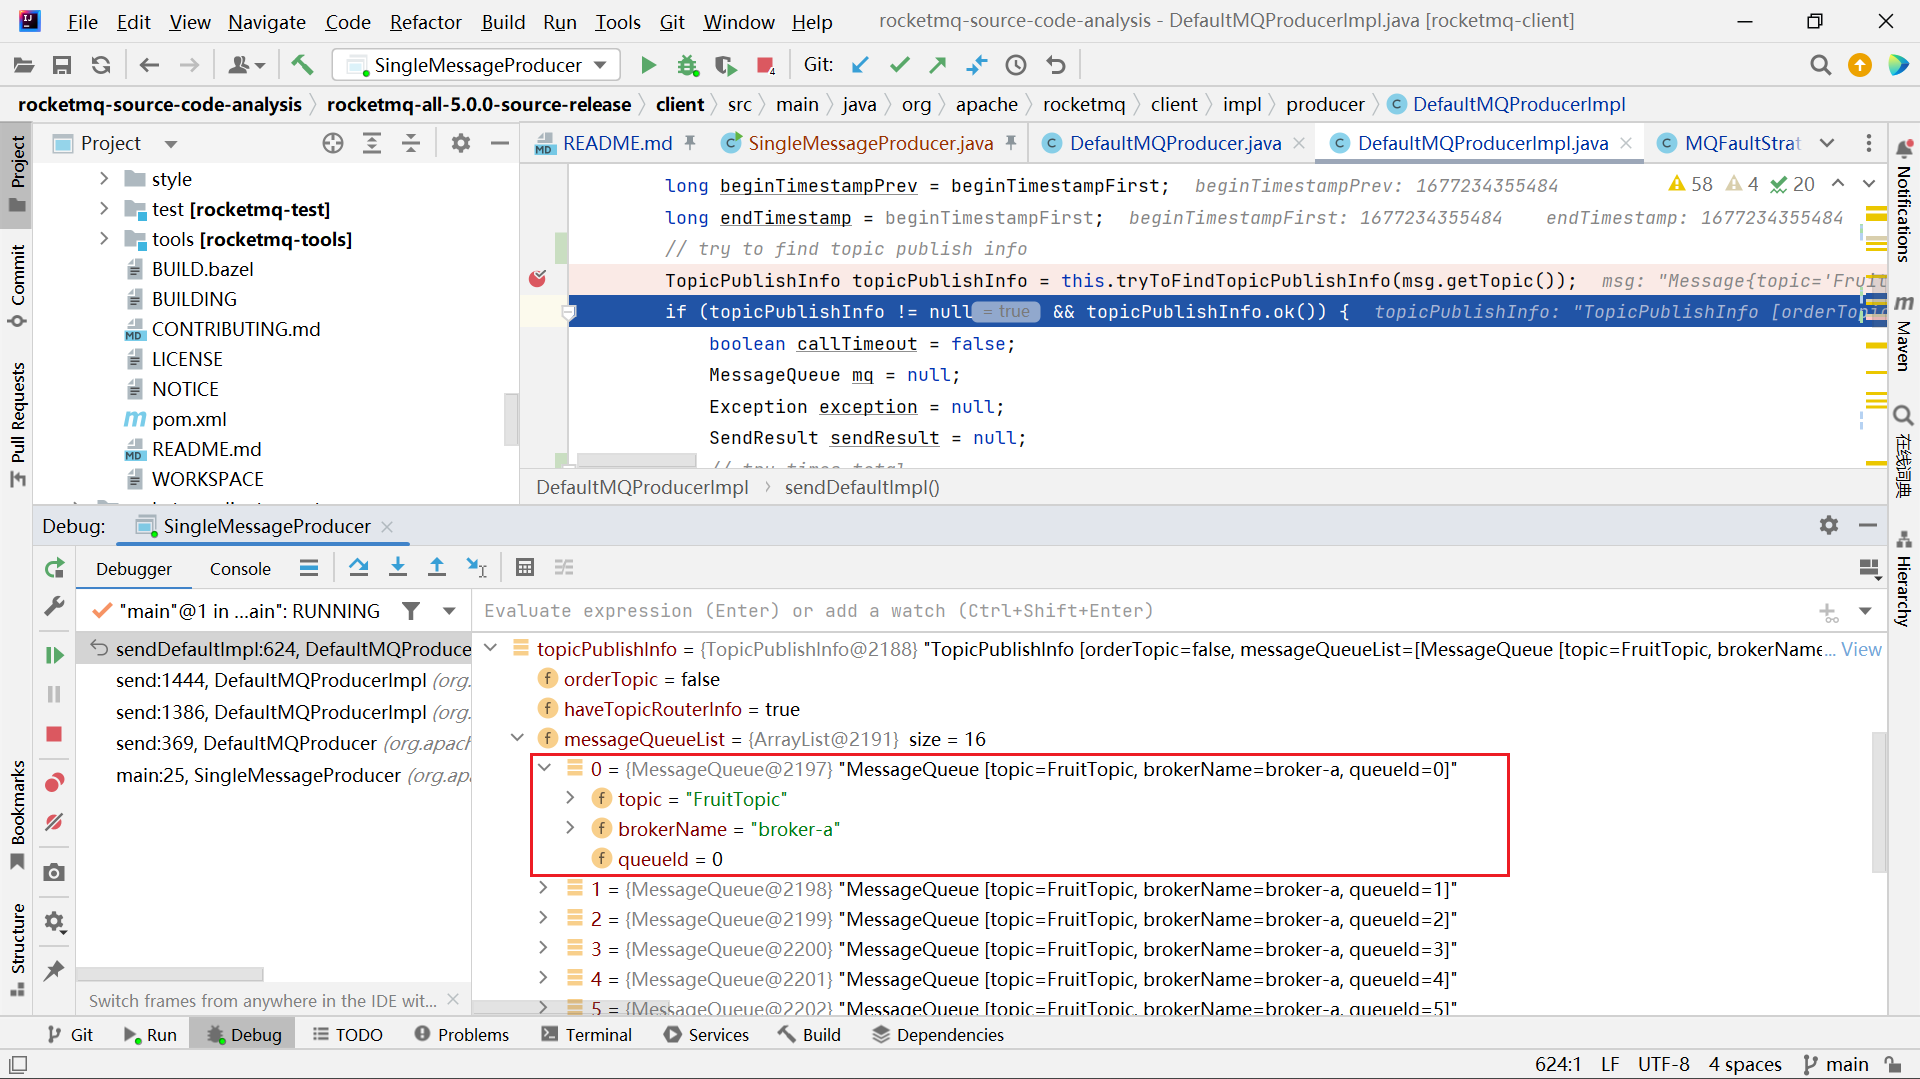 File Edit View Navigate Code Refactor Build Run Tools Git Window Help rocketmq-source-code-analysis - DefaultMQProducerImpl.java [rocketmq-client]
SingleMessageProducer Git:
rocketmq-source-code-analysis rocketmq-all-5.0.0-source-release client src main java org apache rocketmq client impl producer DefaultMQProducerImpl
Project
README.md SingleMessageProducer.java DefaultMQProducer.java DefaultMQProducerImpl.java MQFaultStrat
style
test [rocketmq-test]
tools [rocketmq-tools]
BUILD.bazel
BUILDING
CONTRIBUTING.md
LICENSE
NOTICE
pom.xml
README.md
WORKSPACE
long beginTimestampPrev = beginTimestampFirst; beginTimestampPrev: 1677234355484
58 4 20
long endTimestamp = beginTimestampFirst; beginTimestampFirst: 1677234355484 endTimestamp: 1677234355484
// try to find topic publish info
TopicPublishInfo topicPublishInfo = this.tryToFindTopicPublishInfo(msg.getTopic()); msg: "Message{topic='Fruit
if (topicPublishInfo != null = true && topicPublishInfo.ok()) { topicPublishInfo: "TopicPublishInfo [orderTopic
boolean callTimeout = false;
MessageQueue mq = null;
Exception exception = null;
SendResult sendResult = null;
// try times total
DefaultMQProducerImpl sendDefaultImpl()
Debug: SingleMessageProducer
Debugger Console
"main"@1 in ...ain": RUNNING
Evaluate expression (Enter) or add a watch (Ctrl+Shift+Enter)
sendDefaultImpl:624, DefaultMQProduce
send:1444, DefaultMQProducerImpl (org.
send:1386, DefaultMQProducerImpl (org.
send:369, DefaultMQProducer (org.apach
main:25, SingleMessageProducer (org.apa
Switch frames from anywhere in the IDE wit...
topicPublishInfo = {TopicPublishInfo@2188} "TopicPublishInfo [orderTopic=false, messageQueueList=[MessageQueue [topic=FruitTopic, brokerName... View
orderTopic = false
haveTopicRouterInfo = true
messageQueueList = {ArrayList@2191} size = 16
0 = {MessageQueue@2197} "MessageQueue [topic=FruitTopic, brokerName=broker-a, queueId=0]"
topic = "FruitTopic"
brokerName = "broker-a"
queueId = 0
1 = {MessageQueue@2198} "MessageQueue [topic=FruitTopic, brokerName=broker-a, queueId=1]"
2 = {MessageQueue@2199} "MessageQueue [topic=FruitTopic, brokerName=broker-a, queueId=2]"
3 = {MessageQueue@2200} "MessageQueue [topic=FruitTopic, brokerName=broker-a, queueId=3]"
4 = {MessageQueue@2201} "MessageQueue [topic=FruitTopic, brokerName=broker-a, queueId=4]"
5 = {MessageQueue@2202} "MessageQueue [topic=FruitTopic, brokerName=broker-a, queueId=5]"
Project
Commit
Pull Requests
Bookmarks
Structure
Notifications
Maven
在线词典
Hierarchy
Git Run Debug TODO Problems Terminal Services Build Dependencies
624:1 LF UTF-8 4 spaces main